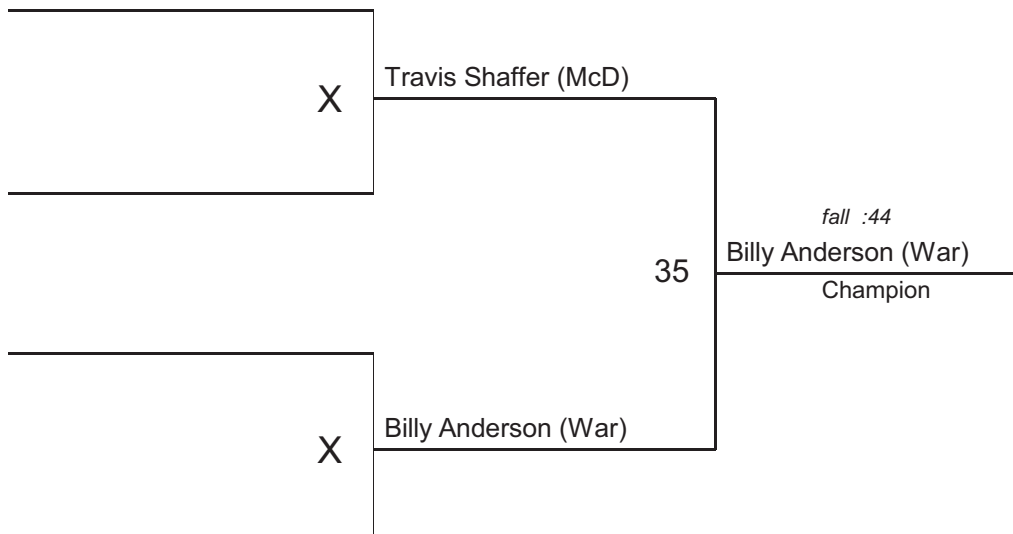 Travis Shaffer (McD)
X
fall :44
Billy Anderson (War)
35
Champion
Billy Anderson (War)
X